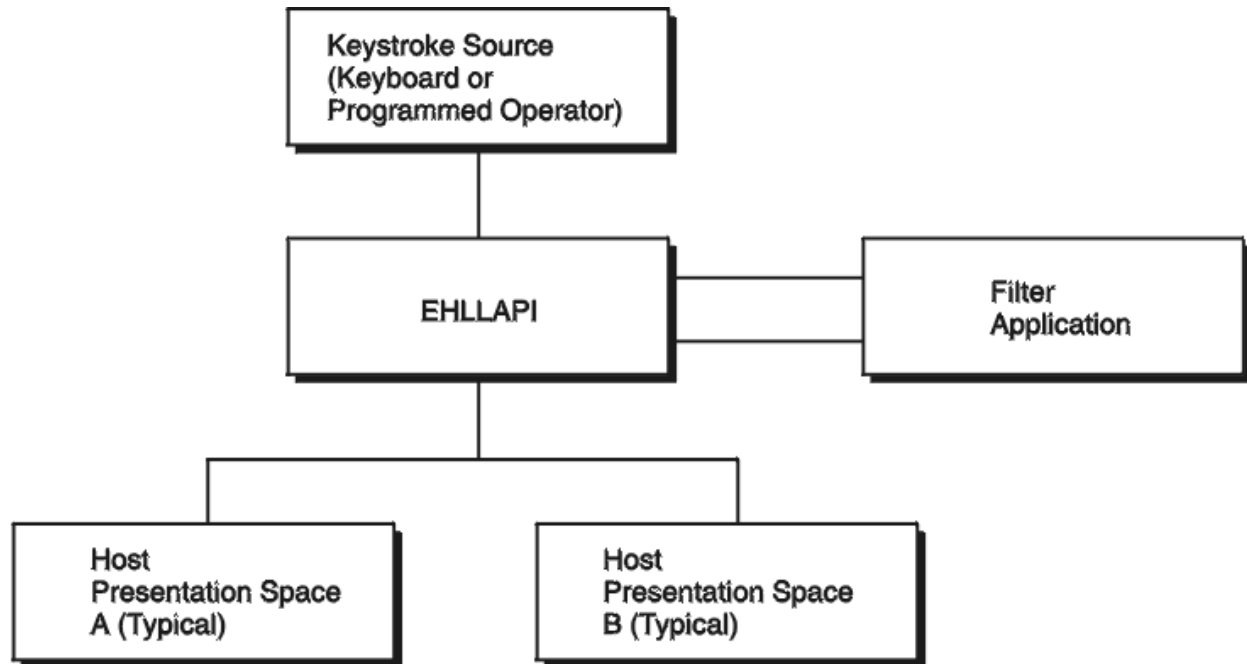 Keystroke Source
(Keyboard or
Programmed Operator)
EHLLAPI
Filter
Application
Host
Presentation Space
A (Typical)
Host
Presentation Space
B (Typical)